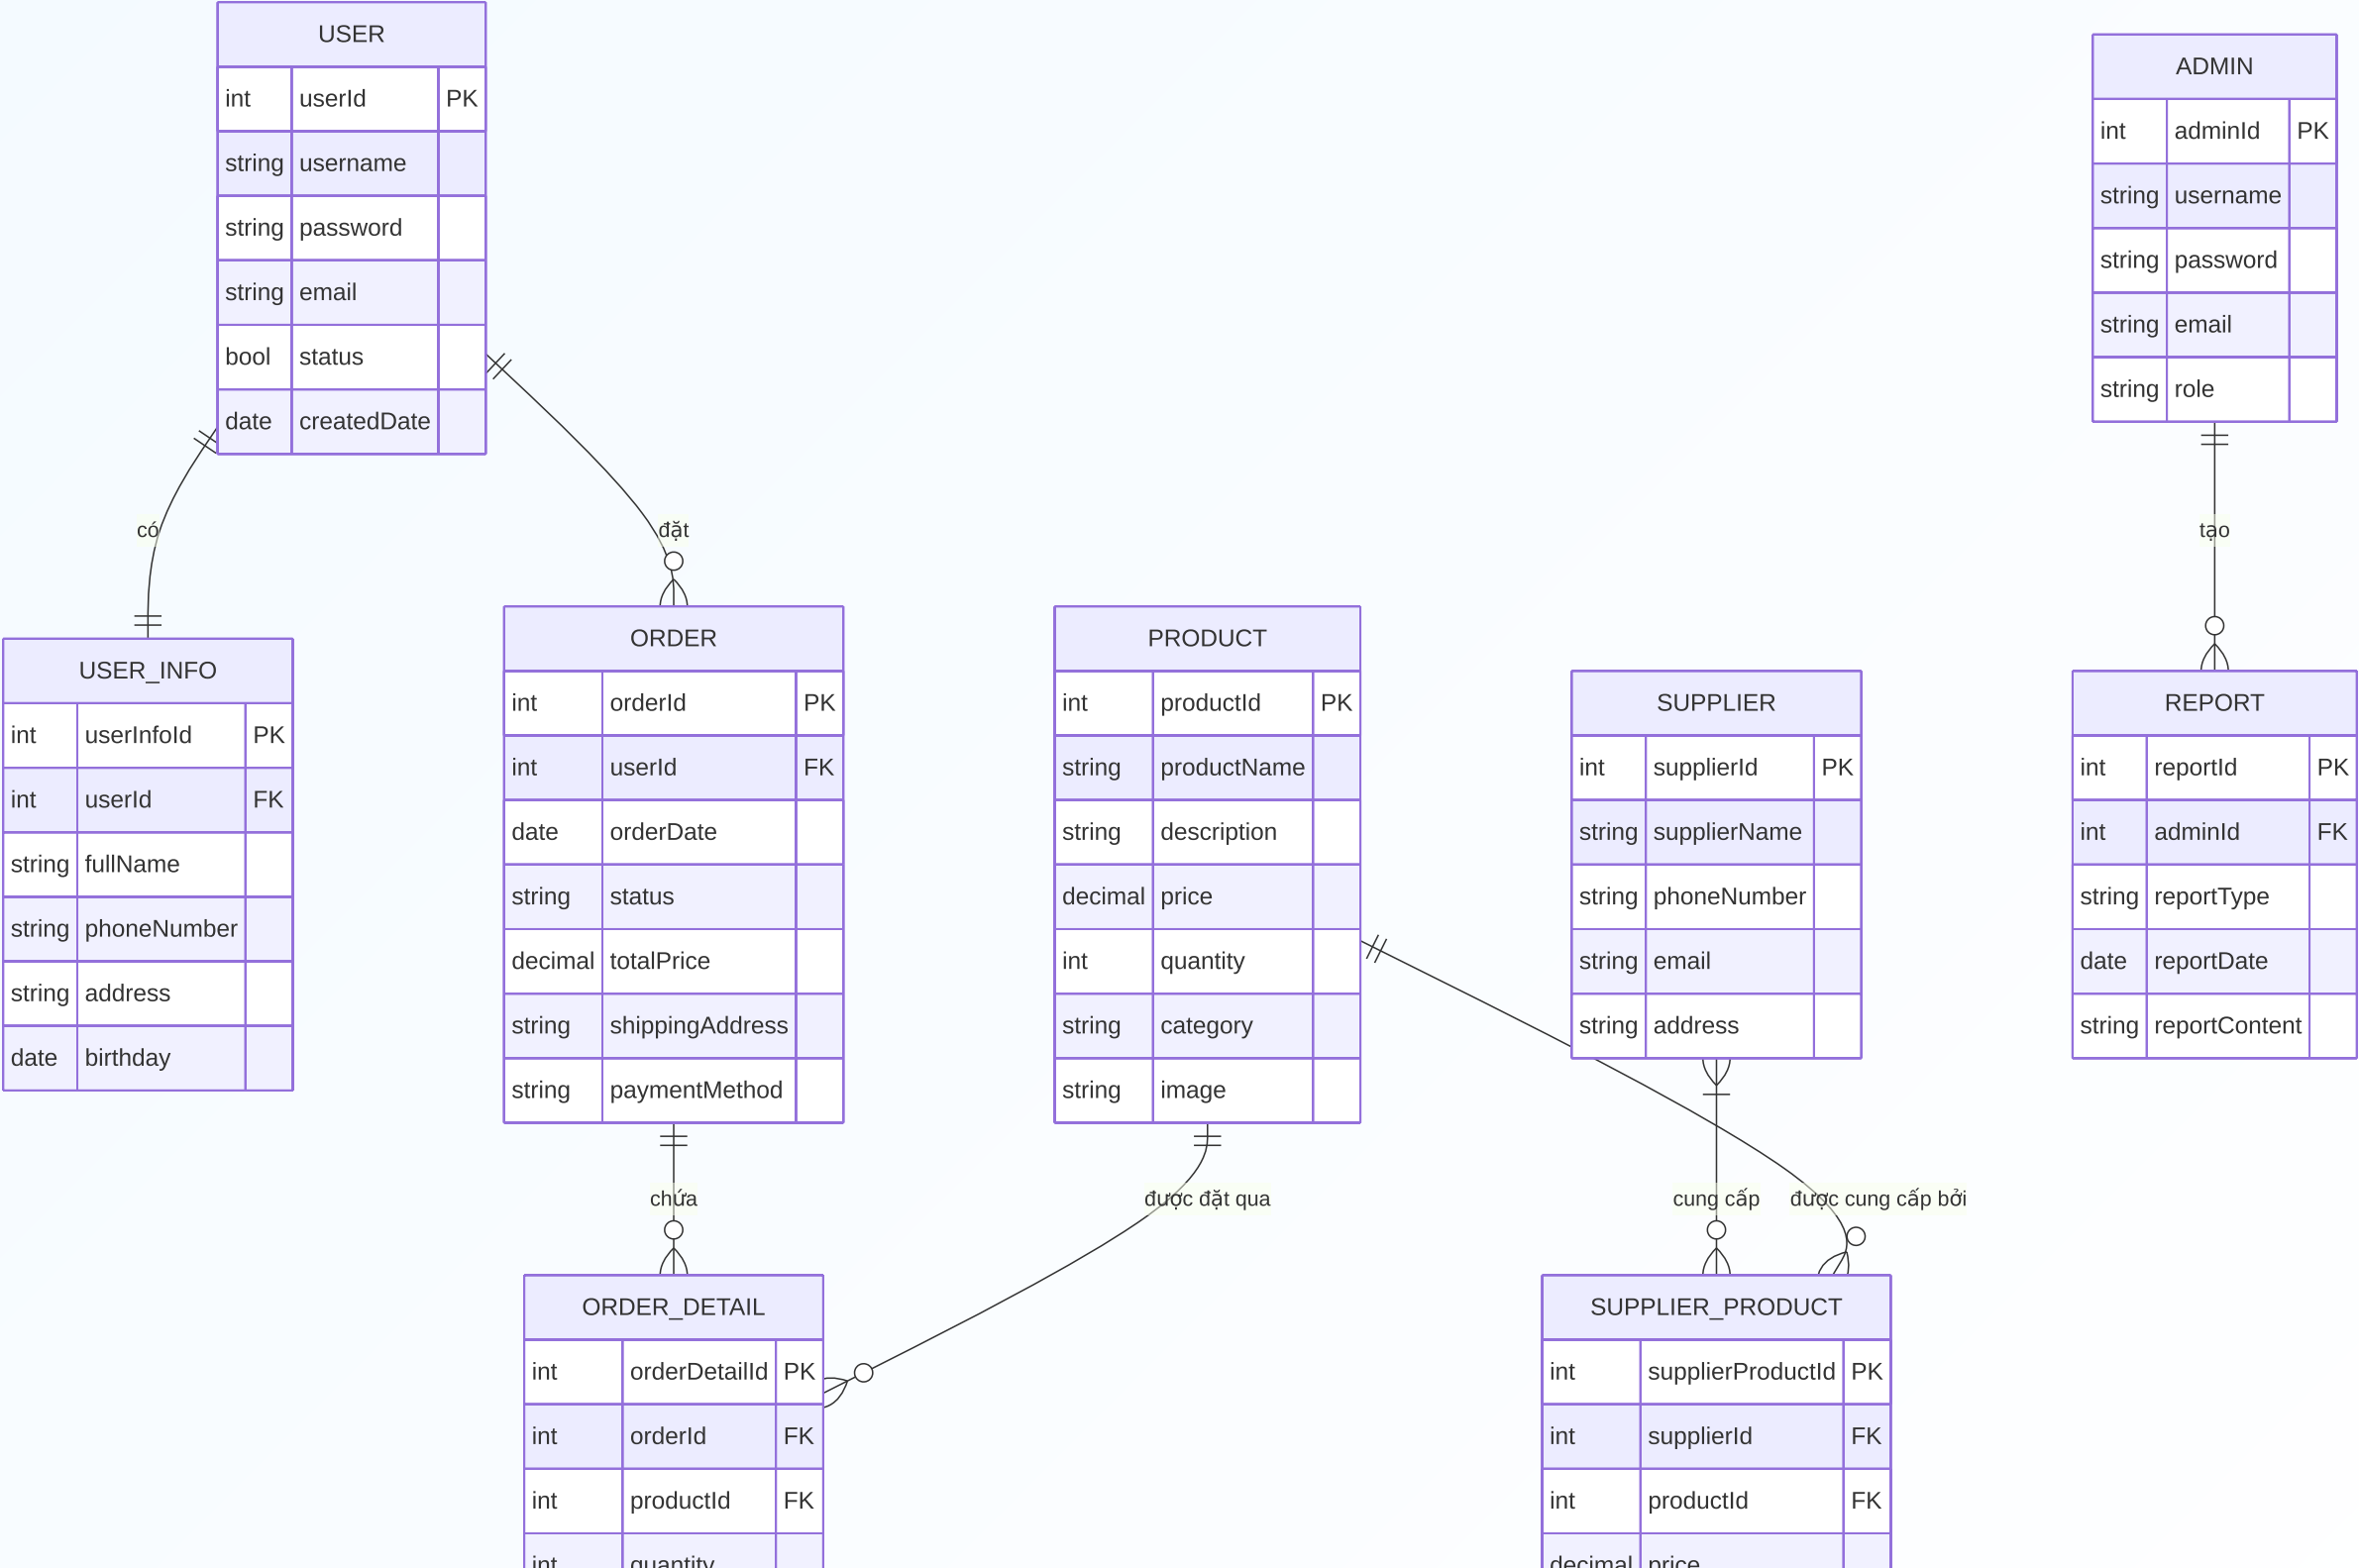 USER
int userId PK
string username
string password
string email
bool status
date createdDate
ADMIN
int adminId PK
string username
string password
string email
string role
có
đặt
tạo
USER_INFO
int userInfoId PK
int userId FK
string fullName
string phoneNumber
string address
date birthday
ORDER
int orderId PK
int userId FK
date orderDate
string status
decimal totalPrice
string shippingAddress
string paymentMethod
PRODUCT
int productId PK
string productName
string description
decimal price
int quantity
string category
string image
SUPPLIER
int supplierId PK
string supplierName
string phoneNumber
string email
string address
REPORT
int reportId PK
int adminId FK
string reportType
date reportDate
string reportContent
chứa
được đặt qua
cung cấp
được cung cấp bởi
ORDER_DETAIL
int orderDetailId PK
int orderId FK
int productId FK
int quantity
SUPPLIER_PRODUCT
int supplierProductId PK
int supplierId FK
int productId FK
decimal price